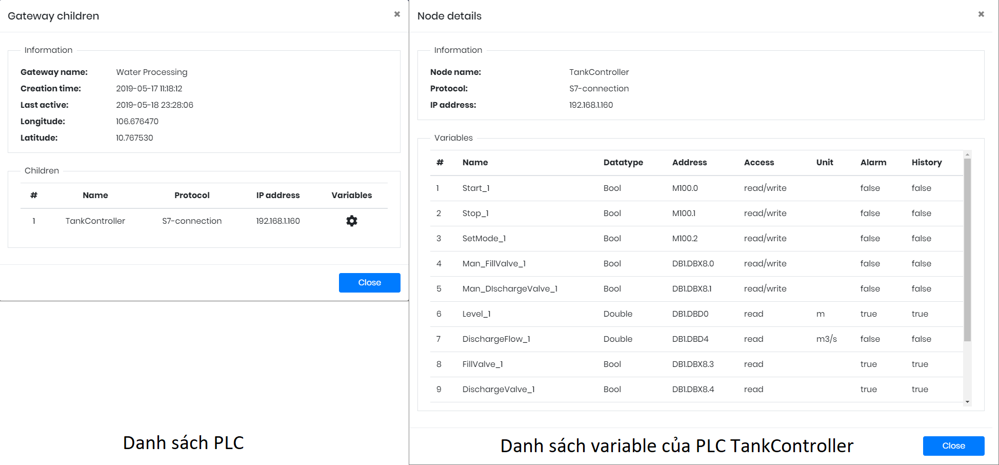 Gateway children ✖
Information
Gateway name: Water Processing
Creation time: 2019-05-17 11:18:12
Last active: 2019-05-18 23:28:06
Longitude: 106.676470
Latitude: 10.767530
Children
# Name Protocol IP address Variables
1 TankController S7-connection 192.168.1.160
Close
Danh sách PLC
Node details ✖
Information
Node name: TankController
Protocol: S7-connection
IP address: 192.168.1.160
Variables
# Name Datatype Address Access Unit Alarm History
1 Start_1 Bool M100.0 read/write false false
2 Stop_1 Bool M100.1 read/write false false
3 SetMode_1 Bool M100.2 read/write false false
4 Man_FillValve_1 Bool DB1.DBX8.0 read/write false false
5 Man_DIschargeValve_1 Bool DB1.DBX8.1 read/write false false
6 Level_1 Double DB1.DBD0 read m true true
7 DischargeFlow_1 Double DB1.DBD4 read m3/s false false
8 FillValve_1 Bool DB1.DBX8.3 read true true
9 DischargeValve_1 Bool DB1.DBX8.4 read true true
Danh sách variable của PLC TankController
Close